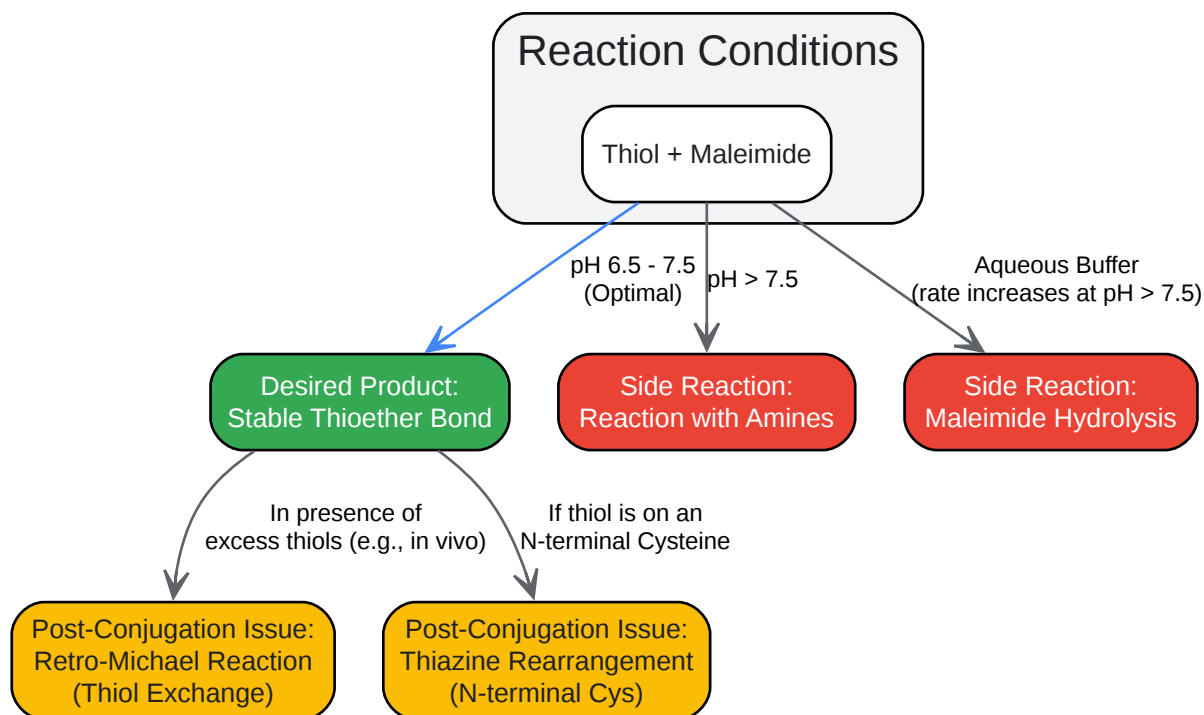 Reaction Conditions
Thiol + Maleimide
pH 6.5 - 7.5
(Optimal)
pH > 7.5
Aqueous Buffer
(rate increases at pH > 7.5)
Desired Product:
Stable Thioether Bond
Side Reaction:
Reaction with Amines
Side Reaction:
Maleimide Hydrolysis
In presence of
excess thiols (e.g., in vivo)
If thiol is on an
N-terminal Cysteine
Post-Conjugation Issue:
Retro-Michael Reaction
(Thiol Exchange)
Post-Conjugation Issue:
Thiazine Rearrangement
(N-terminal Cys)